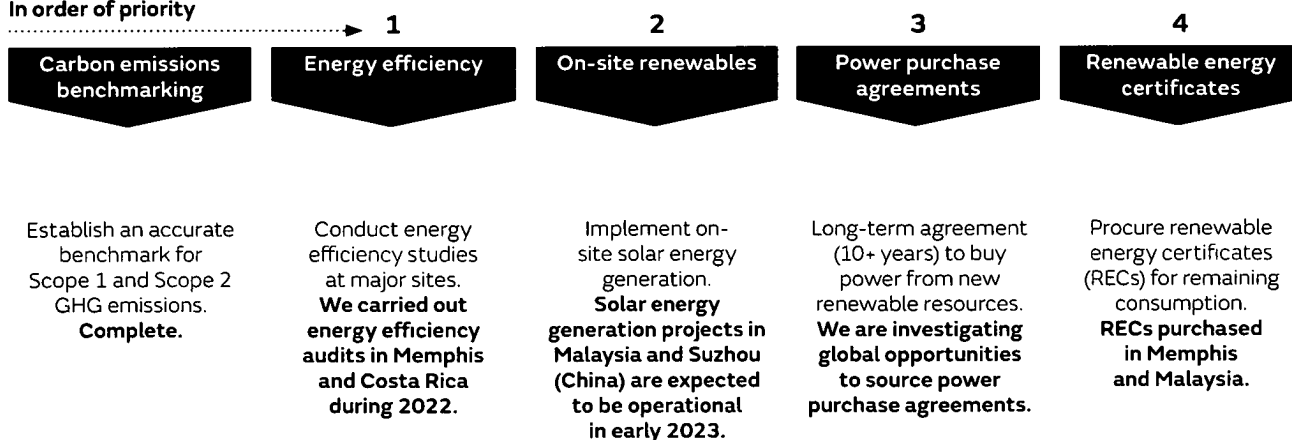 In order of priority
1
2
3
4
Carbon emissions
benchmarking
Energy efficiency
On-site renewables
Power purchase
agreements
Renewable energy
certificates
Establish an accurate
benchmark for
Scope 1 and Scope 2
GHG emissions.
Complete.
Conduct energy
efficiency studies
at major sites.
We carried out
energy efficiency
audits in Memphis
and Costa Rica
during 2022.
Implement on-
site solar energy
generation.
Solar energy
generation projects in
Malaysia and Suzhou
(China) are expected
to be operational
in early 2023.
Long-term agreement
(10+ years) to buy
power from new
renewable resources.
We are investigating
global opportunities
to source power
purchase agreements.
Procure renewable
energy certificates
(RECs) for remaining
consumption.
RECs purchased
in Memphis
and Malaysia.